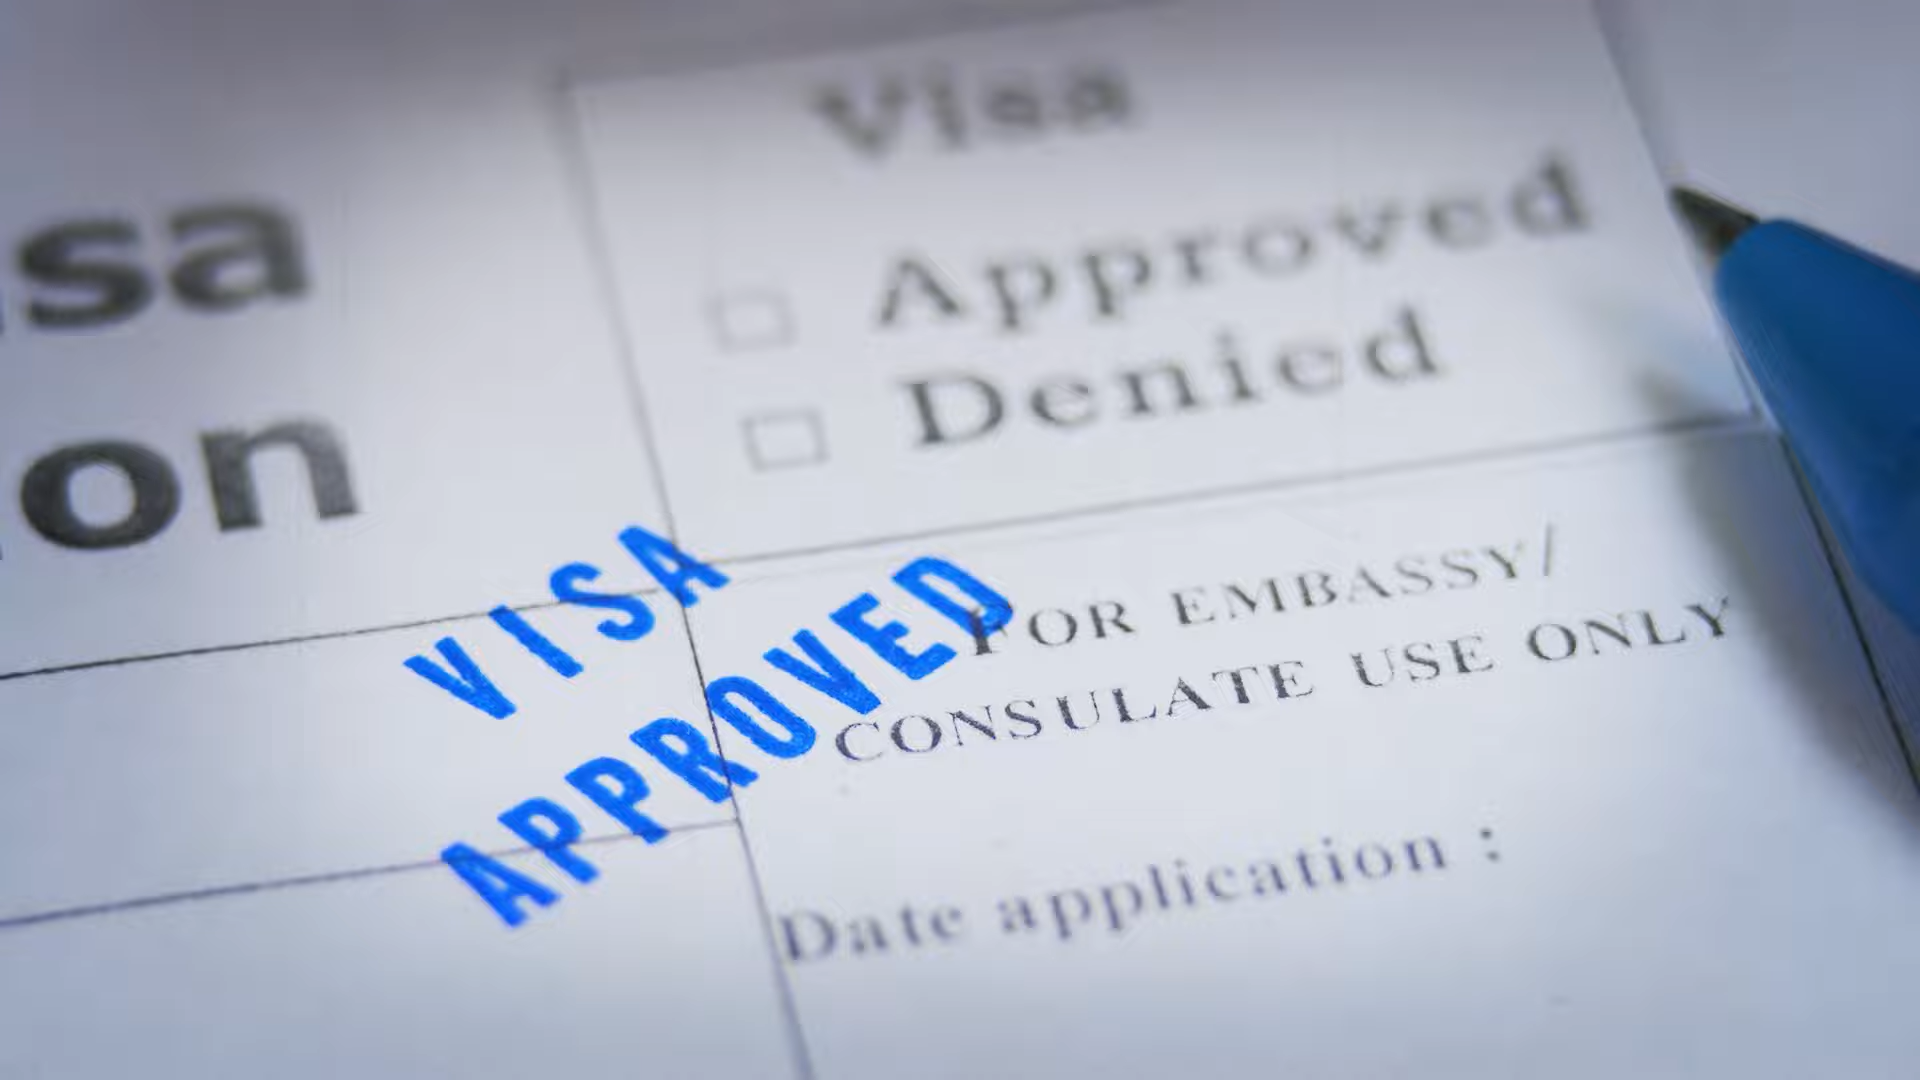 sa
on
Visa
Approved
Denied
VISA
APPROVED
FOR EMBASSY/
CONSULATE USE ONLY
Date application :